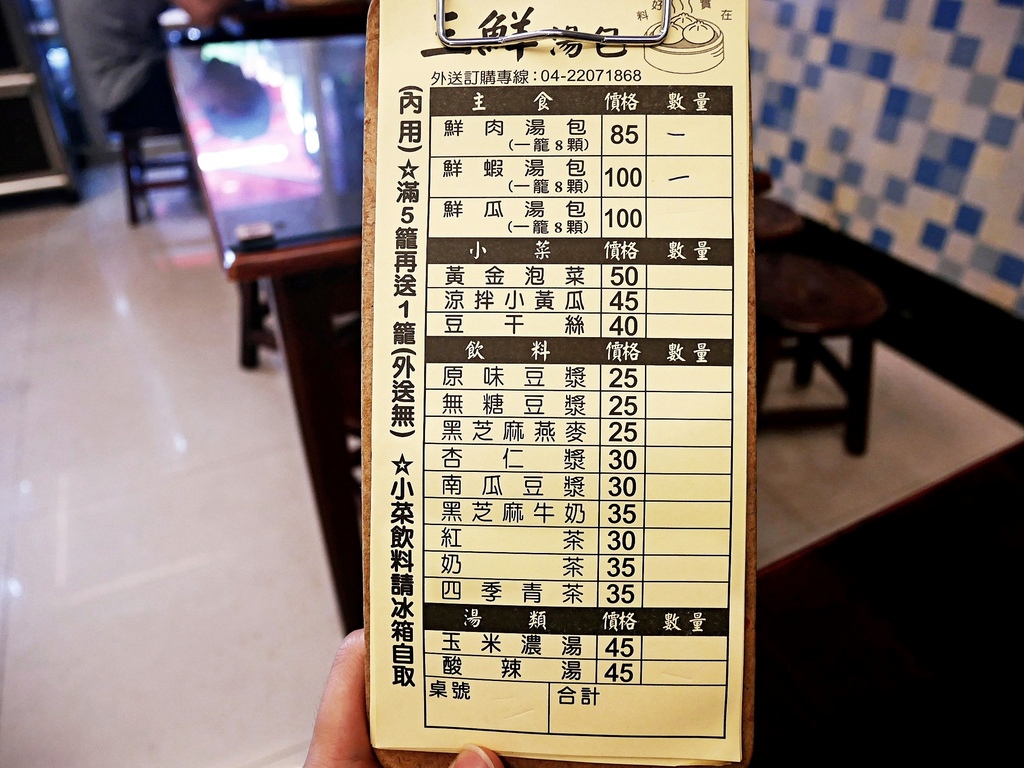 三鮮湯包
好料
實在
外送訂購專線:04-22071868
主食 價格 數量
鮮肉湯包 85 一
(一籠8顆)
鮮蝦湯包 100 一
(一籠8顆)
鮮瓜湯包 100
(一籠8顆)
小菜 價格 數量
黃金泡菜 50
涼拌小黃瓜 45
豆干絲 40
飲料 價格 數量
原味豆漿 25
無糖豆漿 25
黑芝麻燕麥 25
杏仁漿 30
南瓜豆漿 30
黑芝麻牛奶 35
紅茶 30
奶茶 35
四季青茶 35
湯類 價格 數量
玉米濃湯 45
酸辣湯 45
桌號 合計
(內用)☆滿5籠再送1籠(外送無) ☆小菜飲料請冰箱自取